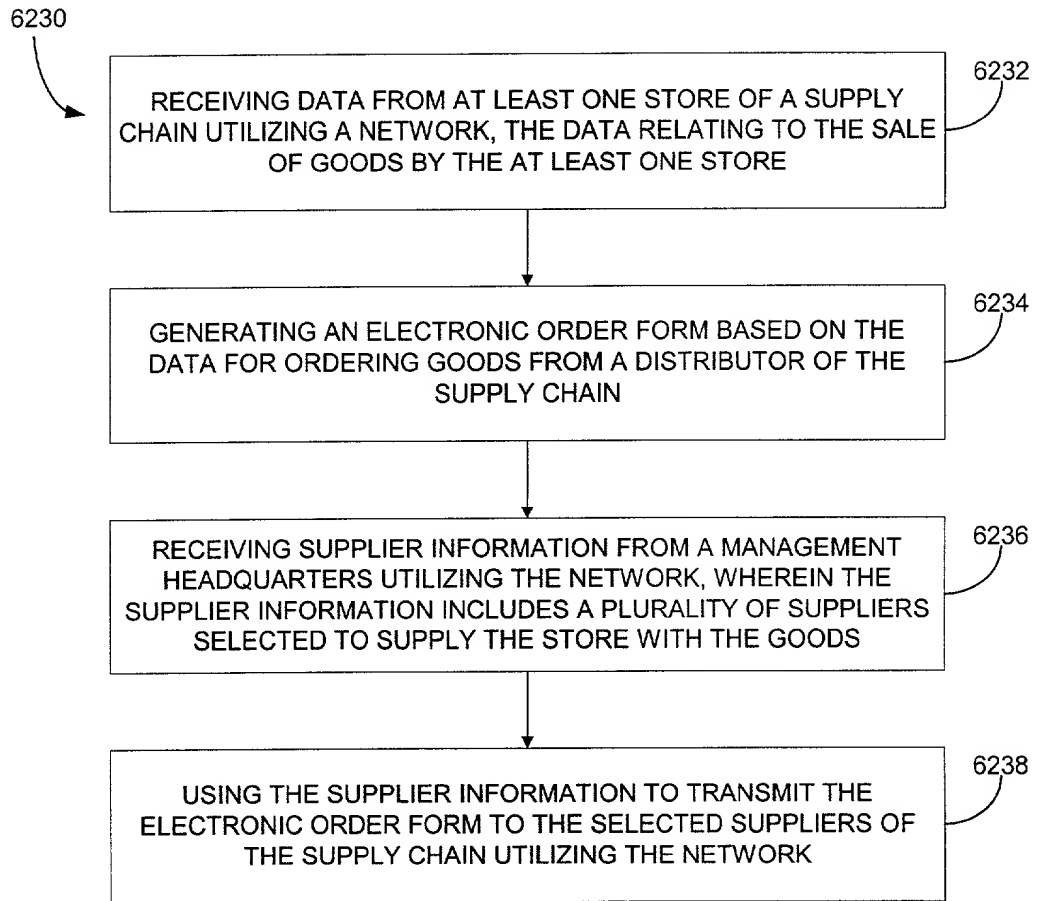 6230
6232
RECEIVING DATA FROM AT LEAST ONE STORE OF A SUPPLY
CHAIN UTILIZING A NETWORK, THE DATA RELATING TO THE SALE
OF GOODS BY THE AT LEAST ONE STORE
6234
GENERATING AN ELECTRONIC ORDER FORM BASED ON THE
DATA FOR ORDERING GOODS FROM A DISTRIBUTOR OF THE
SUPPLY CHAIN
6236
RECEIVING SUPPLIER INFORMATION FROM A MANAGEMENT
HEADQUARTERS UTILIZING THE NETWORK, WHEREIN THE
SUPPLIER INFORMATION INCLUDES A PLURALITY OF SUPPLIERS
SELECTED TO SUPPLY THE STORE WITH THE GOODS
6238
USING THE SUPPLIER INFORMATION TO TRANSMIT THE
ELECTRONIC ORDER FORM TO THE SELECTED SUPPLIERS OF
THE SUPPLY CHAIN UTILIZING THE NETWORK